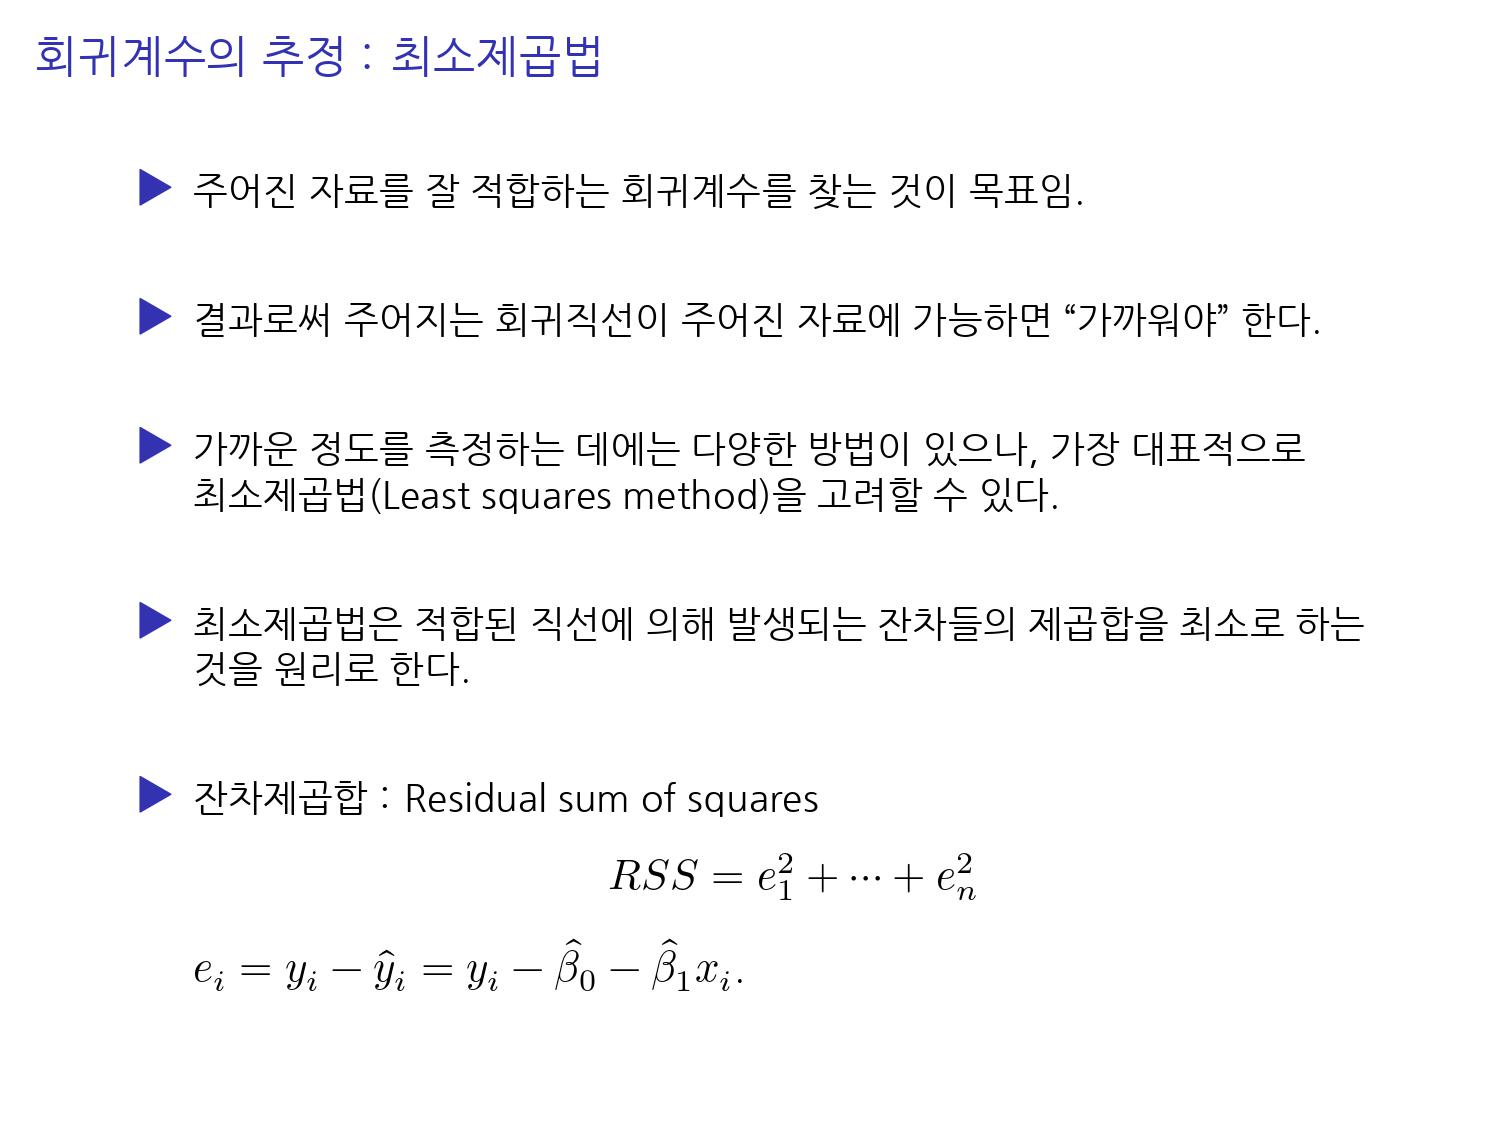 회귀계수의 추정 : 최소제곱법
▶ 주어진 자료를 잘 적합하는 회귀계수를 찾는 것이 목표임.
▶ 결과로써 주어지는 회귀직선이 주어진 자료에 가능하면 “가까워야” 한다.
▶ 가까운 정도를 측정하는 데에는 다양한 방법이 있으나, 가장 대표적으로
최소제곱법(Least squares method)을 고려할 수 있다.
▶ 최소제곱법은 적합된 직선에 의해 발생되는 잔차들의 제곱합을 최소로 하는
것을 원리로 한다.
▶ 잔차제곱합 : Residual sum of squares
$RSS = e_1^2 + \cdots + e_n^2$
$e_i = y_i - \hat{y}_i = y_i - \hat{\beta}_0 - \hat{\beta}_1 x_i.$